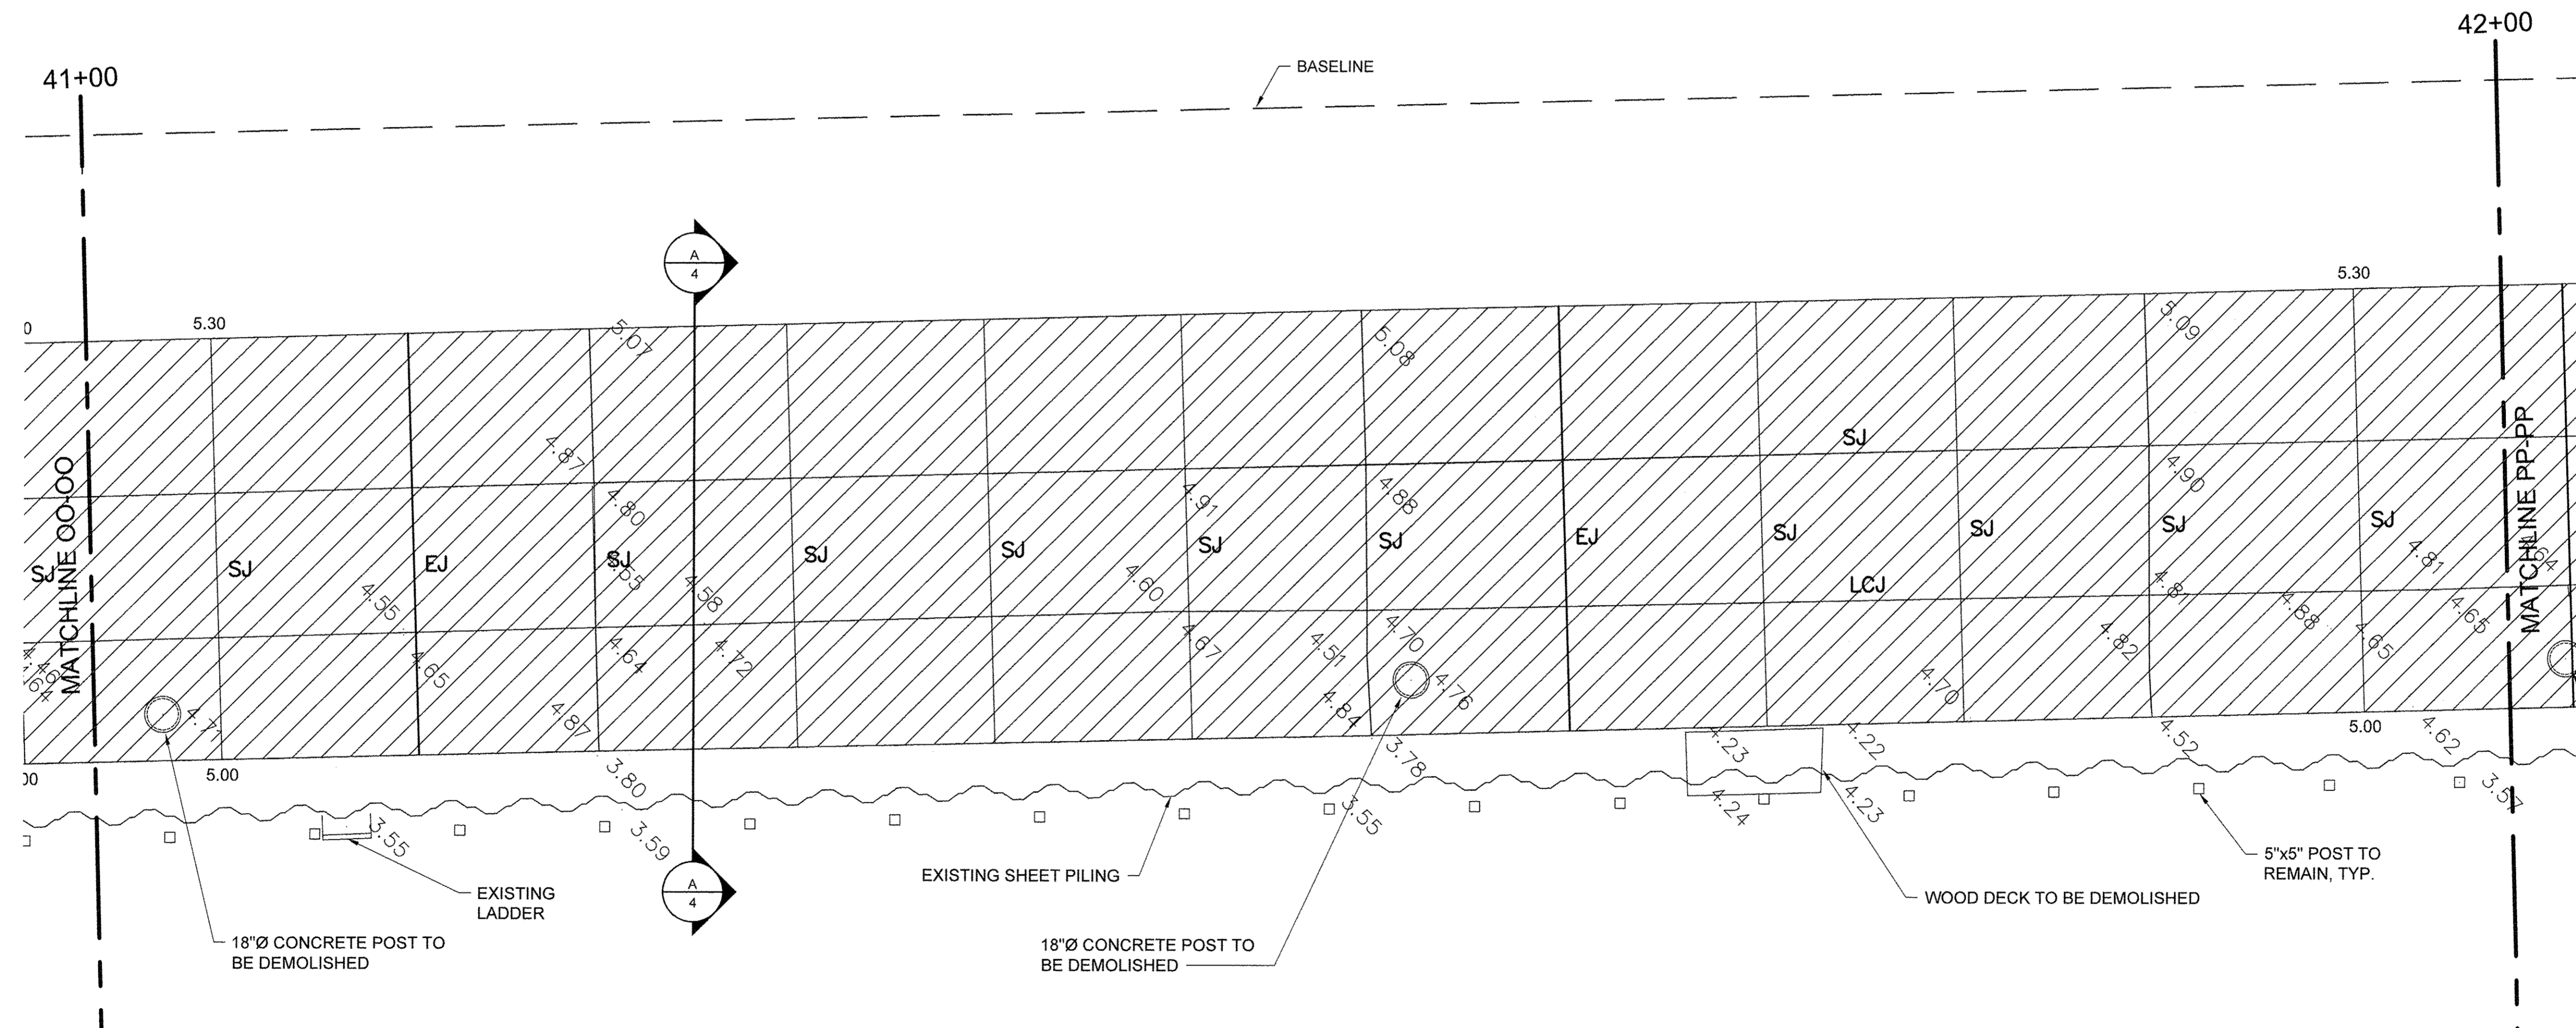 42+00
41+00
BASELINE
A
4
5.30
5.30
0
5.07
5.08
5.09
4.87
4.80
4.91
4.88
4.90
SJ
SJ
SJ
EJ
SJ
SJ
SJ
SJ
SJ
EJ
SJ
SJ
SJ
SJ
LCJ
MATCHLINE OO-OO
MATCHLINE PP-PP
4.55
4.58
4.60
4.81
4.81
4.88
4.65
4.65
4.82
4.65
4.64
4.72
4.67
4.51
4.70
4.76
4.84
4.70
4.71
4.87
4.46
5.00
5.00
00
3.80
3.78
4.23
4.22
4.52
4.62
3.57
3.55
3.59
3.55
4.24
4.23
EXISTING SHEET PILING
5"x5" POST TO
REMAIN, TYP.
EXISTING
LADDER
A
4
WOOD DECK TO BE DEMOLISHED
18"Ø CONCRETE POST TO
BE DEMOLISHED
18"Ø CONCRETE POST TO
BE DEMOLISHED